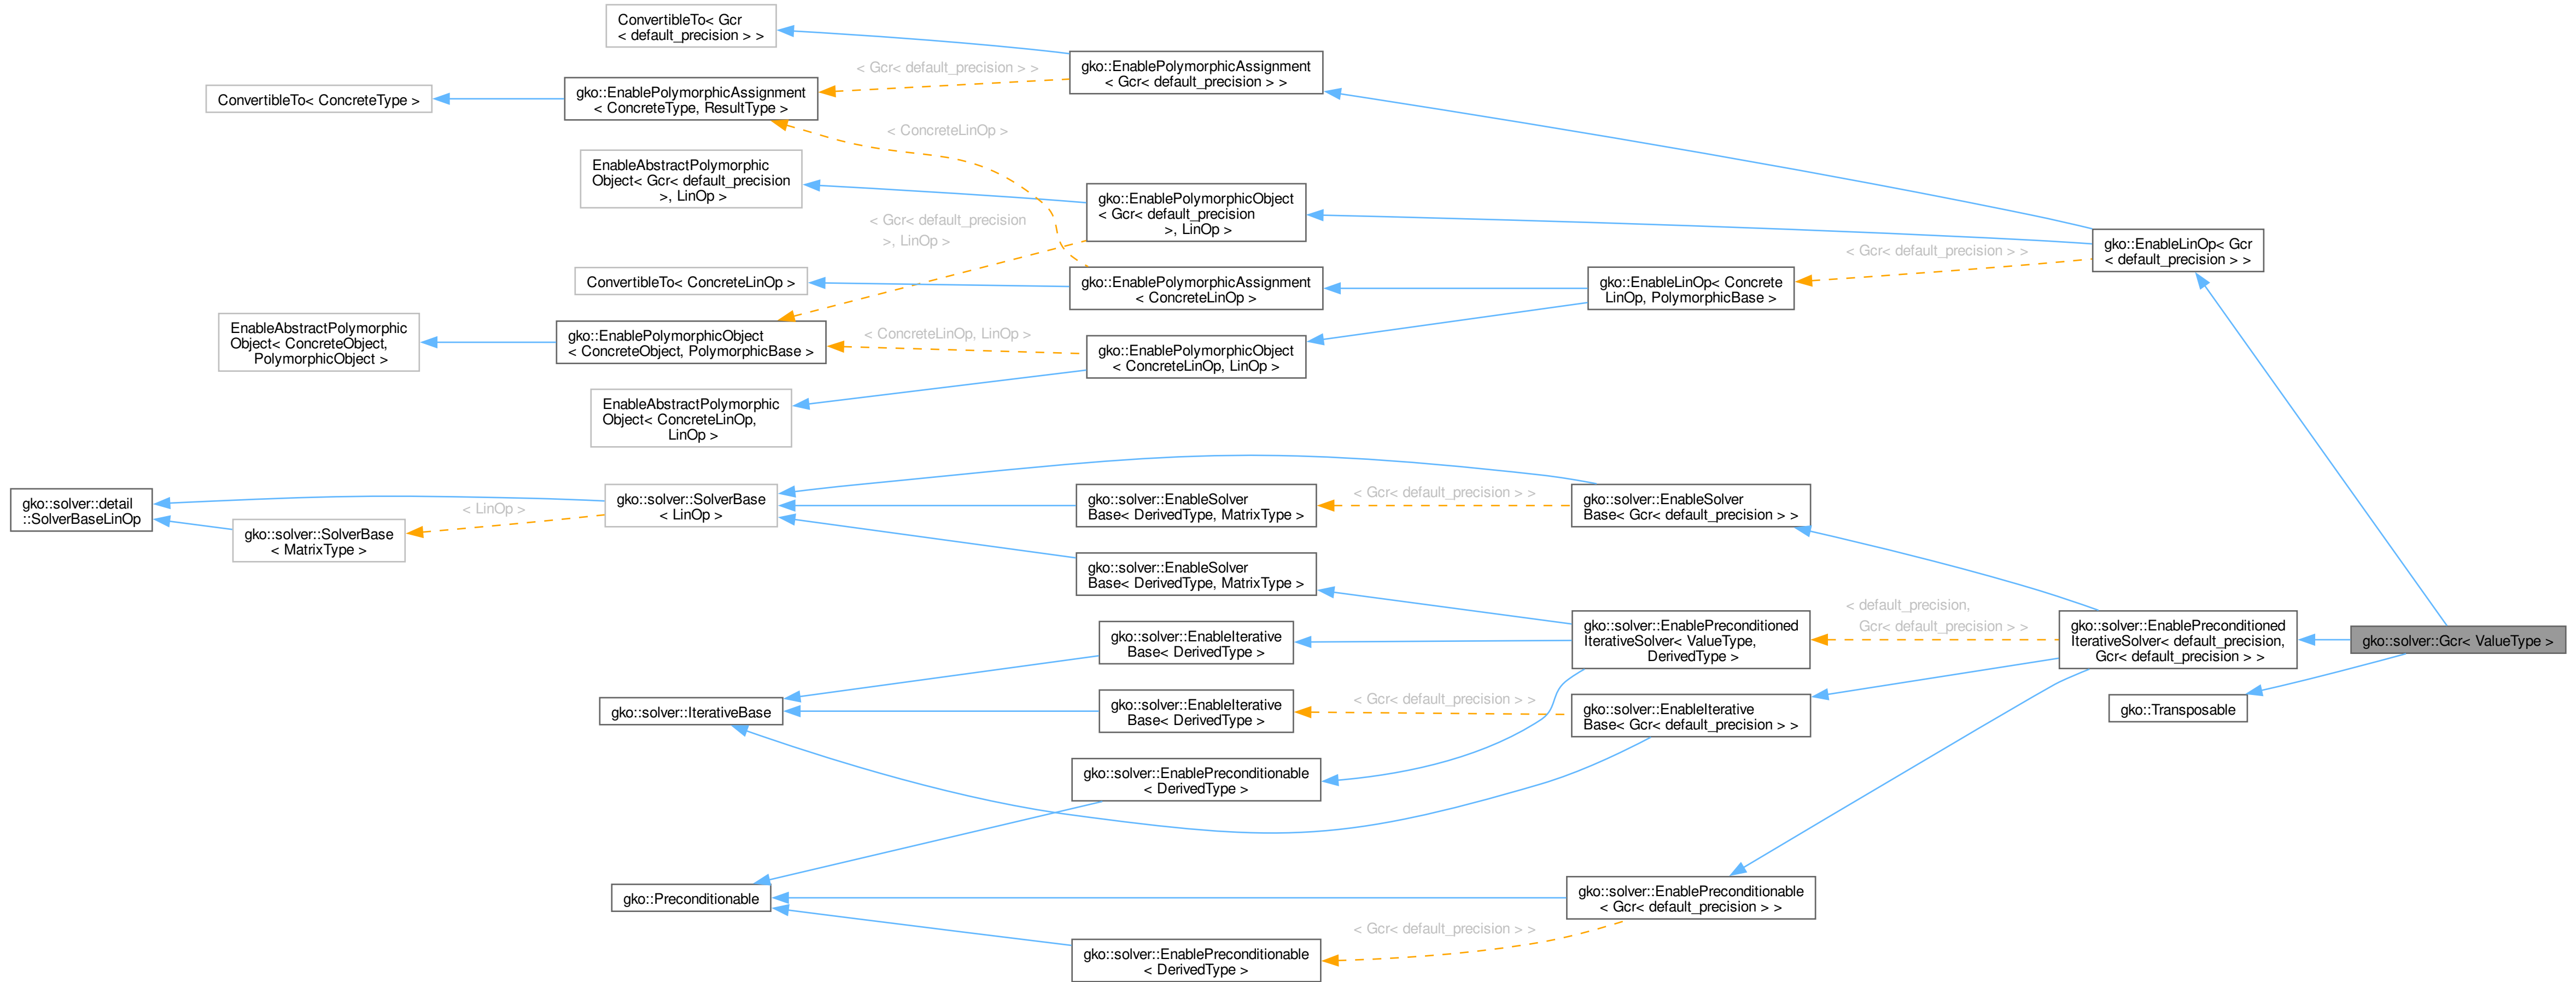 ConvertibleTo< Gcr
< default_precision > >
gko::EnablePolymorphicAssignment
< Gcr< default_precision > >
< Gcr< default_precision > >
ConvertibleTo< ConcreteType >
gko::EnablePolymorphicAssignment
< ConcreteType, ResultType >
< ConcreteLinOp >
EnableAbstractPolymorphic
Object< Gcr< default_precision
>, LinOp >
gko::EnablePolymorphicObject
< Gcr< default_precision
>, LinOp >
< Gcr< default_precision
>, LinOp >
gko::EnableLinOp< Gcr
< default_precision > >
< Gcr< default_precision > >
ConvertibleTo< ConcreteLinOp >
gko::EnablePolymorphicAssignment
< ConcreteLinOp >
gko::EnableLinOp< Concrete
LinOp, PolymorphicBase >
EnableAbstractPolymorphic
Object< ConcreteObject,
PolymorphicObject >
gko::EnablePolymorphicObject
< ConcreteObject, PolymorphicBase >
< ConcreteLinOp, LinOp >
gko::EnablePolymorphicObject
< ConcreteLinOp, LinOp >
EnableAbstractPolymorphic
Object< ConcreteLinOp,
LinOp >
gko::solver::detail
::SolverBaseLinOp
< LinOp >
gko::solver::SolverBase
< LinOp >
gko::solver::SolverBase
< MatrixType >
gko::solver::EnableSolver
Base< DerivedType, MatrixType >
< Gcr< default_precision > >
gko::solver::EnableSolver
Base< Gcr< default_precision > >
gko::solver::EnableSolver
Base< DerivedType, MatrixType >
gko::solver::EnableIterative
Base< DerivedType >
gko::solver::EnablePreconditioned
IterativeSolver< ValueType,
DerivedType >
< default_precision,
Gcr< default_precision > >
gko::solver::EnablePreconditioned
IterativeSolver< default_precision,
Gcr< default_precision > >
gko::solver::Gcr< ValueType >
gko::solver::IterativeBase
gko::solver::EnableIterative
Base< DerivedType >
< Gcr< default_precision > >
gko::solver::EnableIterative
Base< Gcr< default_precision > >
gko::Transposable
gko::solver::EnablePreconditionable
< DerivedType >
gko::Preconditionable
gko::solver::EnablePreconditionable
< Gcr< default_precision > >
< Gcr< default_precision > >
gko::solver::EnablePreconditionable
< DerivedType >